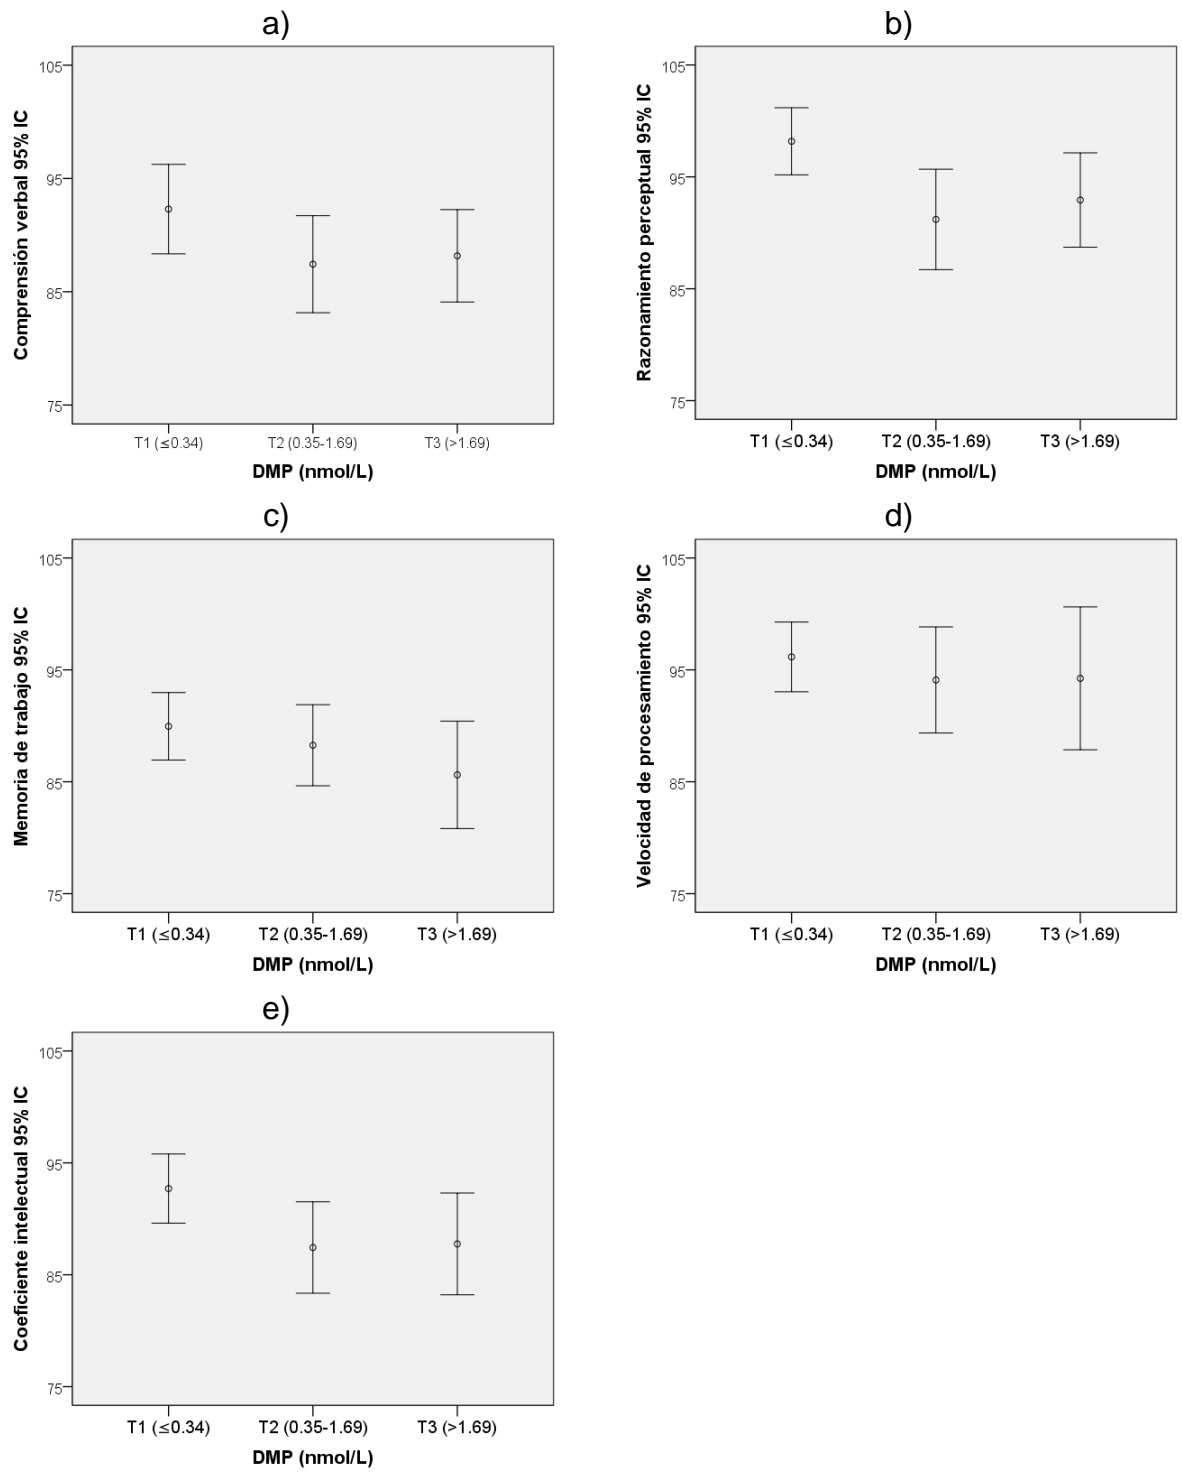 a)
Comprensión verbal 95% IC
105
95
85
75
T1 (≤0.34) T2 (0.35-1.69) T3 (>1.69)
DMP (nmol/L)
b)
Razonamiento perceptual 95% IC
105
95
85
75
T1 (≤0.34) T2 (0.35-1.69) T3 (>1.69)
DMP (nmol/L)
c)
Memoria de trabajo 95% IC
105
95
85
75
T1 (≤0.34) T2 (0.35-1.69) T3 (>1.69)
DMP (nmol/L)
d)
Velocidad de procesamiento 95% IC
105
95
85
75
T1 (≤0.34) T2 (0.35-1.69) T3 (>1.69)
DMP (nmol/L)
e)
Coeficiente intelectual 95% IC
105
95
85
75
T1 (≤0.34) T2 (0.35-1.69) T3 (>1.69)
DMP (nmol/L)